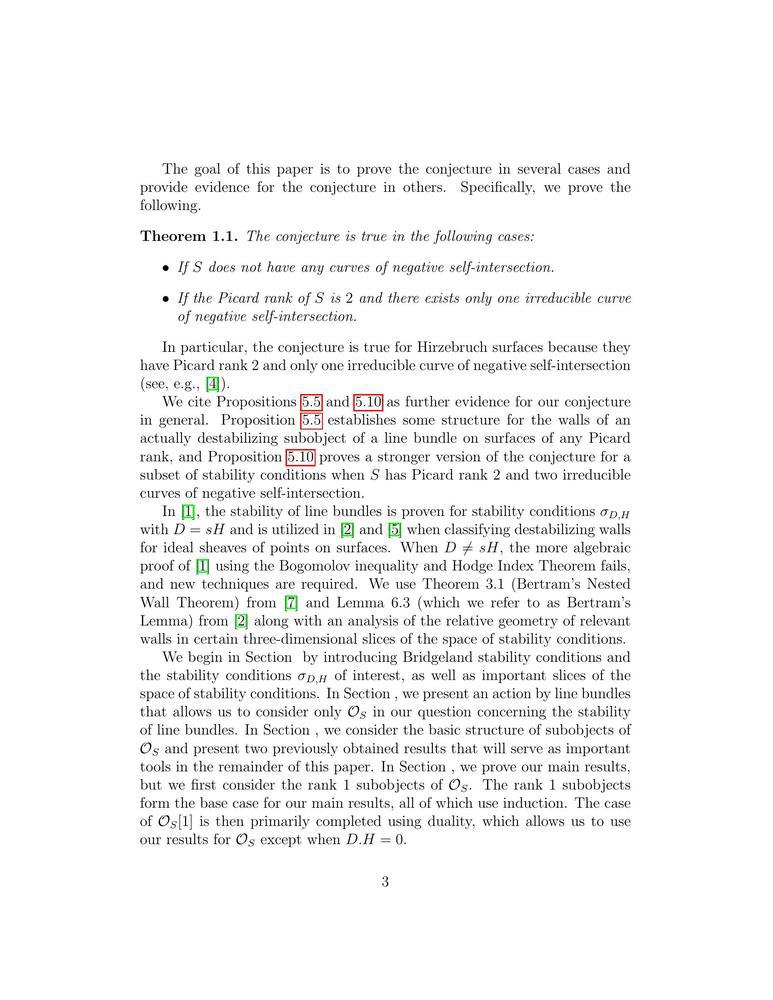 The goal of this paper is to prove the conjecture in several cases and
provide evidence for the conjecture in others. Specifically, we prove the
following.
Theorem 1.1. The conjecture is true in the following cases:
• If S does not have any curves of negative self-intersection.
• If the Picard rank of S is 2 and there exists only one irreducible curve
of negative self-intersection.
In particular, the conjecture is true for Hirzebruch surfaces because they
have Picard rank 2 and only one irreducible curve of negative self-intersection
(see, e.g., [4]).
We cite Propositions 5.5 and 5.10 as further evidence for our conjecture
in general. Proposition 5.5 establishes some structure for the walls of an
actually destabilizing subobject of a line bundle on surfaces of any Picard
rank, and Proposition 5.10 proves a stronger version of the conjecture for a
subset of stability conditions when S has Picard rank 2 and two irreducible
curves of negative self-intersection.
In [1], the stability of line bundles is proven for stability conditions σ_{D,H}
with D = sH and is utilized in [2] and [5] when classifying destabilizing walls
for ideal sheaves of points on surfaces. When D ≠ sH, the more algebraic
proof of [1] using the Bogomolov inequality and Hodge Index Theorem fails,
and new techniques are required. We use Theorem 3.1 (Bertram's Nested
Wall Theorem) from [7] and Lemma 6.3 (which we refer to as Bertram's
Lemma) from [2] along with an analysis of the relative geometry of relevant
walls in certain three-dimensional slices of the space of stability conditions.
We begin in Section by introducing Bridgeland stability conditions and
the stability conditions σ_{D,H} of interest, as well as important slices of the
space of stability conditions. In Section , we present an action by line bundles
that allows us to consider only 𝒪_S in our question concerning the stability
of line bundles. In Section , we consider the basic structure of subobjects of
𝒪_S and present two previously obtained results that will serve as important
tools in the remainder of this paper. In Section , we prove our main results,
but we first consider the rank 1 subobjects of 𝒪_S. The rank 1 subobjects
form the base case for our main results, all of which use induction. The case
of 𝒪_S[1] is then primarily completed using duality, which allows us to use
our results for 𝒪_S except when D.H = 0.
3